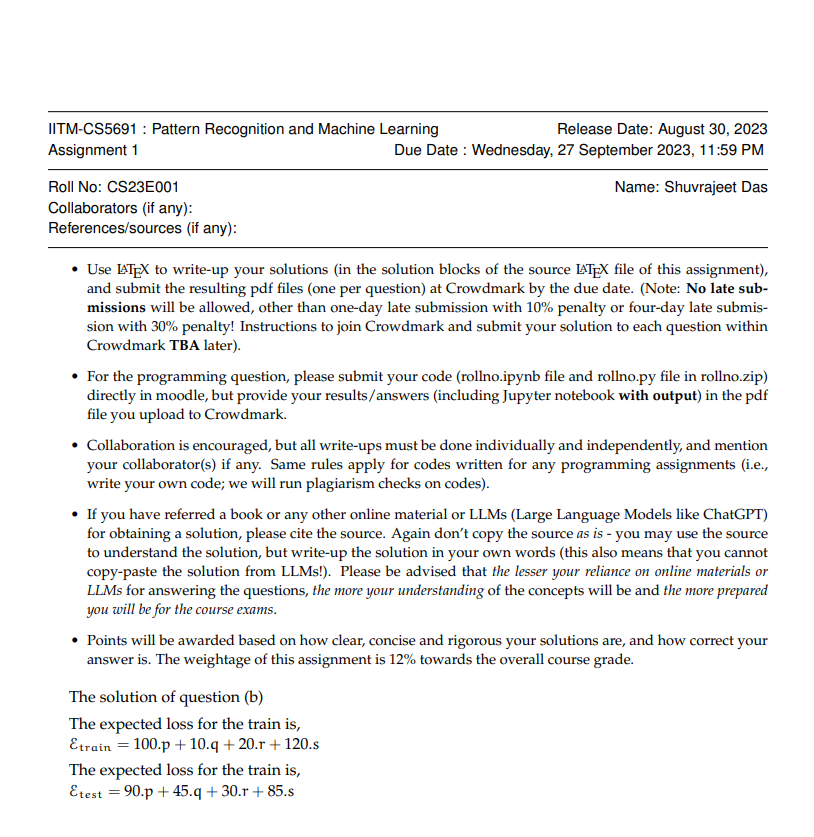 IITM-CS5691 : Pattern Recognition and Machine Learning Release Date: August 30, 2023
Assignment 1 Due Date : Wednesday, 27 September 2023, 11:59 PM
Roll No: CS23E001 Name: Shuvrajeet Das
Collaborators (if any):
References/sources (if any):
• Use LATEX to write-up your solutions (in the solution blocks of the source LATEX file of this assignment),
and submit the resulting pdf files (one per question) at Crowdmark by the due date. (Note: No late sub-
missions will be allowed, other than one-day late submission with 10% penalty or four-day late submis-
sion with 30% penalty! Instructions to join Crowdmark and submit your solution to each question within
Crowdmark TBA later).
• For the programming question, please submit your code (rollno.ipynb file and rollno.py file in rollno.zip)
directly in moodle, but provide your results/answers (including Jupyter notebook with output) in the pdf
file you upload to Crowdmark.
• Collaboration is encouraged, but all write-ups must be done individually and independently, and mention
your collaborator(s) if any. Same rules apply for codes written for any programming assignments (i.e.,
write your own code; we will run plagiarism checks on codes).
• If you have referred a book or any other online material or LLMs (Large Language Models like ChatGPT)
for obtaining a solution, please cite the source. Again don't copy the source as is - you may use the source
to understand the solution, but write-up the solution in your own words (this also means that you cannot
copy-paste the solution from LLMs!). Please be advised that the lesser your reliance on online materials or
LLMs for answering the questions, the more your understanding of the concepts will be and the more prepared
you will be for the course exams.
• Points will be awarded based on how clear, concise and rigorous your solutions are, and how correct your
answer is. The weightage of this assignment is 12% towards the overall course grade.
The solution of question (b)
The expected loss for the train is,
ℰtrain = 100.p + 10.q + 20.r + 120.s
The expected loss for the train is,
ℰtest = 90.p + 45.q + 30.r + 85.s